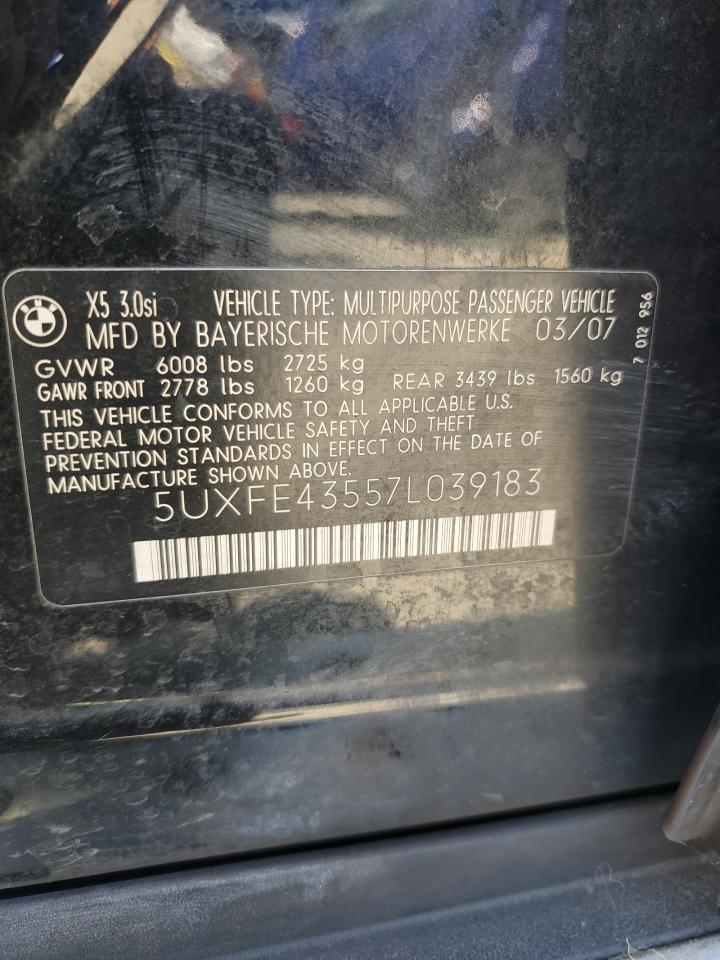 BMW
X5 3.0si VEHICLE TYPE: MULTIPURPOSE PASSENGER VEHICLE
MFD BY BAYERISCHE MOTORENWERKE 03/07
GVWR 6008 lbs 2725 kg
GAWR FRONT 2778 lbs 1260 kg REAR 3439 lbs 1560 kg
THIS VEHICLE CONFORMS TO ALL APPLICABLE U.S.
FEDERAL MOTOR VEHICLE SAFETY AND THEFT
PREVENTION STANDARDS IN EFFECT ON THE DATE OF
MANUFACTURE SHOWN ABOVE.
5UXFE43557L039183
7 012 956